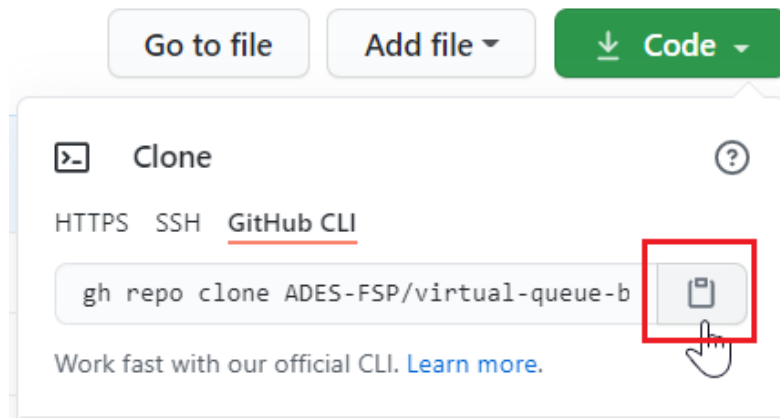 Go to file Add file Code
Clone
HTTPS SSH GitHub CLI
gh repo clone ADES-FSP/virtual-queue-b
Work fast with our official CLI. Learn more.